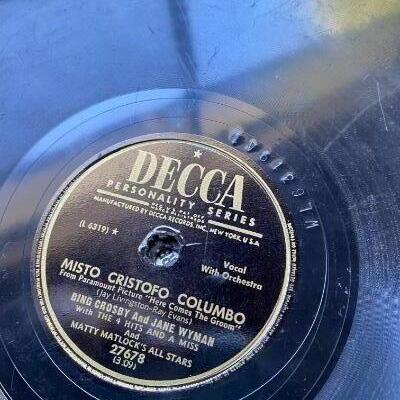 DECCA
PERSONALITY SERIES
MANUFACTURED BY DECCA RECORDS, INC., NEW YORK, U.S.A.
(L 6319) ★
Vocal
With Orchestra
MISTO CRISTOFO COLUMBO
From Paramount Picture "Here Comes The Groom"
(Jay Livingston-Ray Evans)
BING CROSBY And JANE WYMAN
With THE 4 HITS AND A MISS
And
MATTY MATLOCK'S ALL STARS
27678
(3.09)